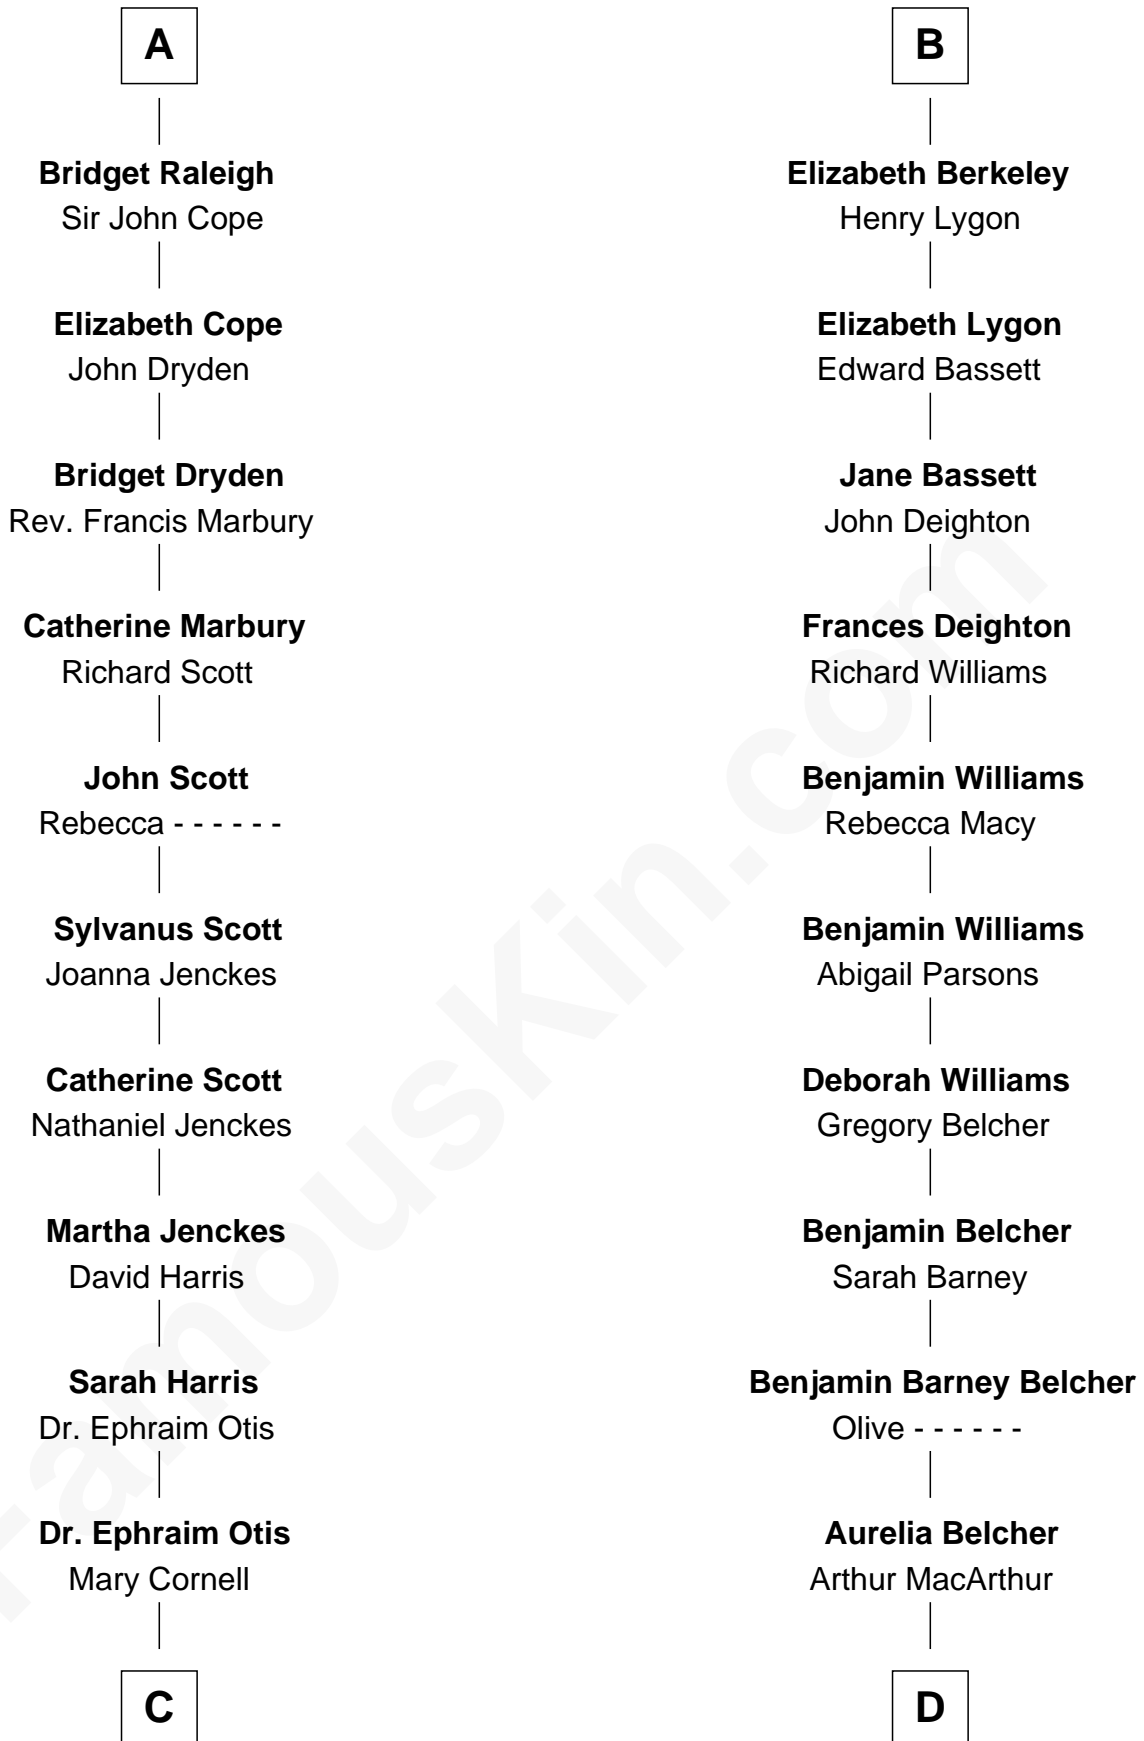 A
Bridget Raleigh
Sir John Cope
Elizabeth Cope
John Dryden
Bridget Dryden
Rev. Francis Marbury
Catherine Marbury
Richard Scott
John Scott
Rebecca - - - - - -
Sylvanus Scott
Joanna Jenckes
Catherine Scott
Nathaniel Jenckes
Martha Jenckes
David Harris
Sarah Harris
Dr. Ephraim Otis
Dr. Ephraim Otis
Mary Cornell
C
B
Elizabeth Berkeley
Henry Lygon
Elizabeth Lygon
Edward Bassett
Jane Bassett
John Deighton
Frances Deighton
Richard Williams
Benjamin Williams
Rebecca Macy
Benjamin Williams
Abigail Parsons
Deborah Williams
Gregory Belcher
Benjamin Belcher
Sarah Barney
Benjamin Barney Belcher
Olive - - - - - -
Aurelia Belcher
Arthur MacArthur
D
FamousKin.com